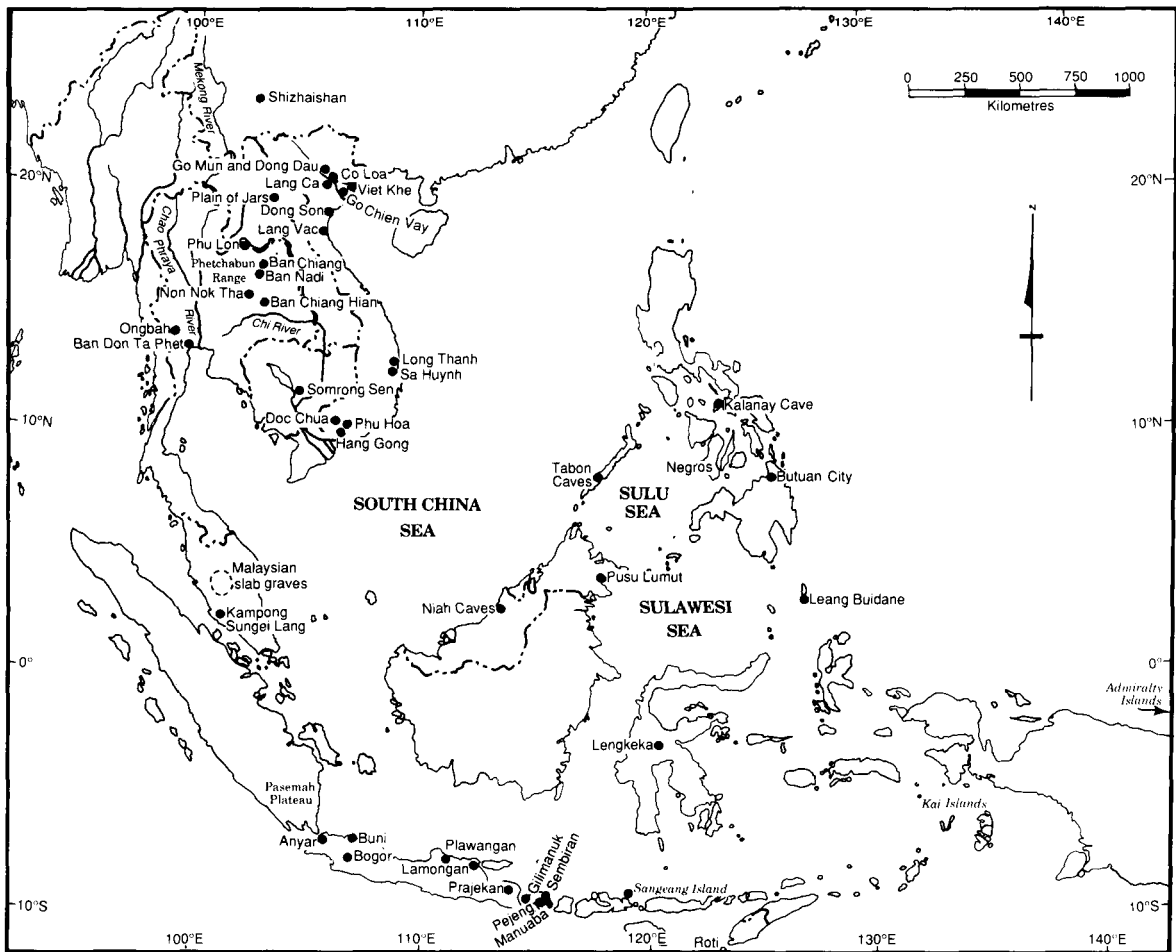 100°E
110°E
120°E
130°E
140°E
0 250 500 750 1000
Kilometres
Mekong River
Shizhaishan
20°N
20°N
Go Mun and Dong Dau
Co Loa
Lang Ca
Viet Khe
Plain of Jars
Go Chien Vay
Dong Son
Chao Phraya
River
Lang Vac
Phu Lon
Phetchabun
Range
Ban Chiang
Ban Nadi
Non Nok Tha
Ban Chiang Hian
Ongbah
Chi River
Ban Don Ta Phet
Long Thanh
Sa Huynh
Somrong Sen
Kalanay Cave
10°N
10°N
Doc Chua
Phu Hoa
Hang Gong
Negros
Tabon
Caves
Butuan City
SOUTH CHINA
SEA
SULU
SEA
Malaysian
slab graves
Pusu Lumut
Leang Buidane
Niah Caves
Kampong
Sungei Lang
SULAWESI
SEA
0°
0°
Admiralty
Islands
Lengkeka
Pasemah
Plateau
Kai Islands
Anyar
Buni
Bogor
Plawangan
Lamongan
Prajekan
Gilimanuk
Sembiran
Pejeng
Manuaba
Sangeang Island
10°S
10°S
Roti
100°E
110°E
120°E
130°E
140°E